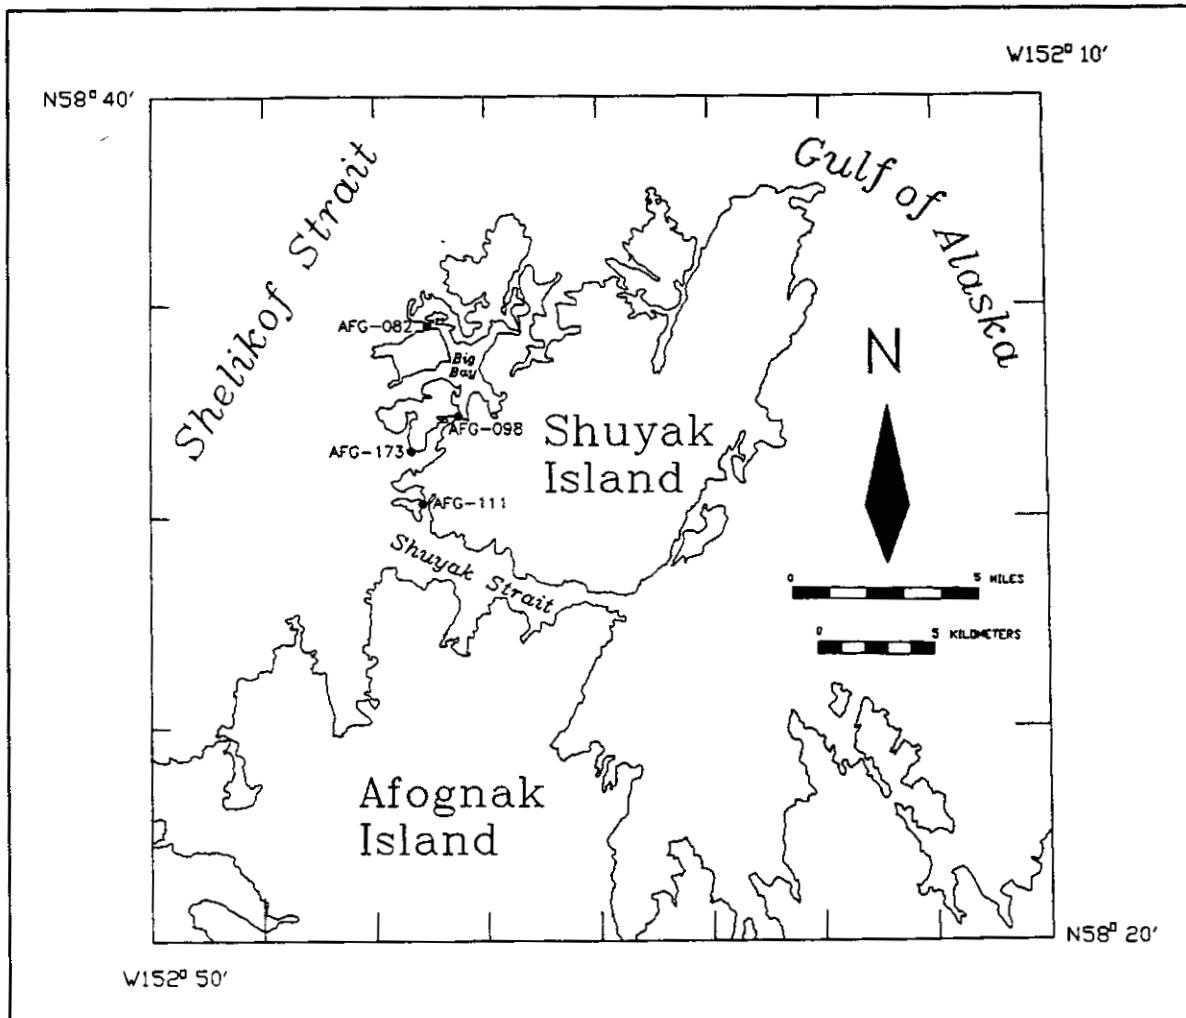 W152° 10'
N58° 40'
Gulf of Alaska
Shelikof Strait
AFG-082
Big
Bay
N
AFG-098
Shuyak
Island
AFG-173
AFG-111
Shuyak Strait
0 5 MILES
0 5 KILOMETERS
Afognak
Island
N58° 20'
W152° 50'